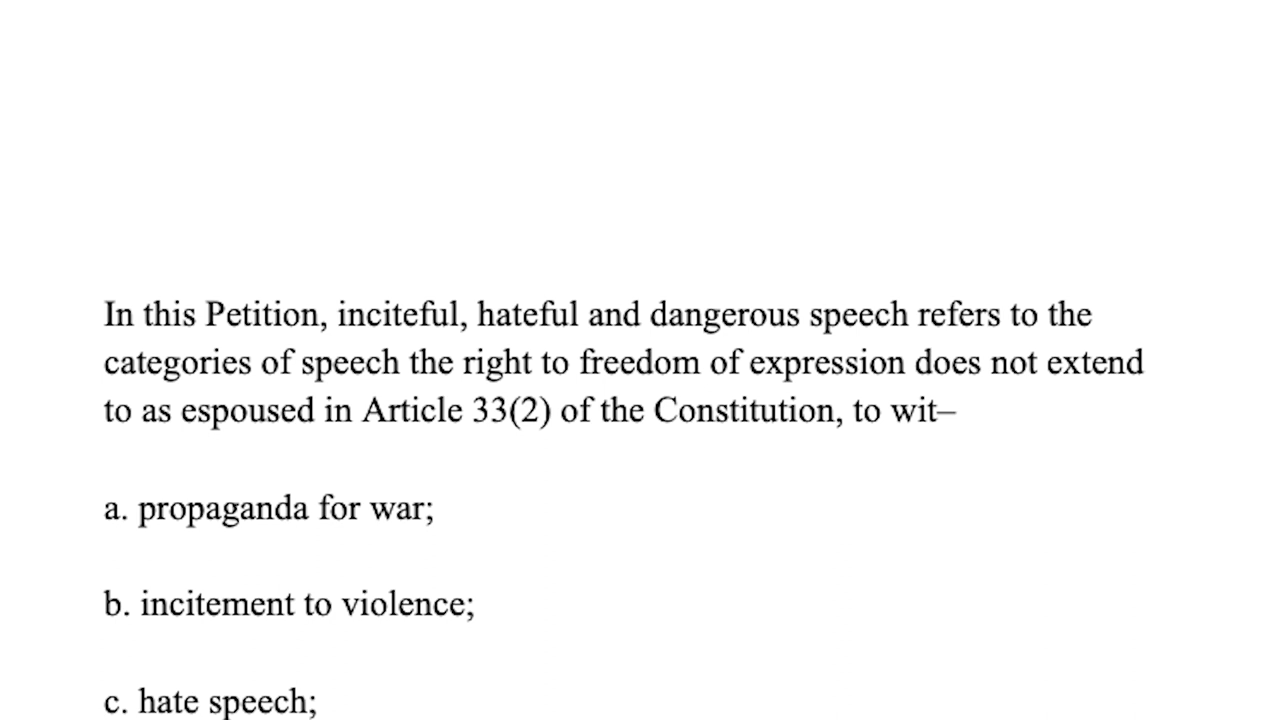 In this Petition, inciteful, hateful and dangerous speech refers to the
categories of speech the right to freedom of expression does not extend
to as espoused in Article 33(2) of the Constitution, to wit–
a. propaganda for war;
b. incitement to violence;
c. hate speech;